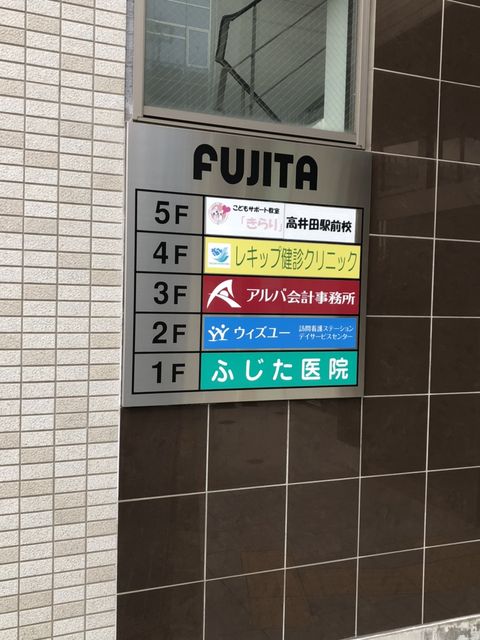 FUJITA
5F こどもサポート教室「きらり」高井田駅前校
4F レキップ健診クリニック
3F アルバ会計事務所
2F ウィズユー 訪問看護ステーション
デイサービスセンター
1F ふじた医院